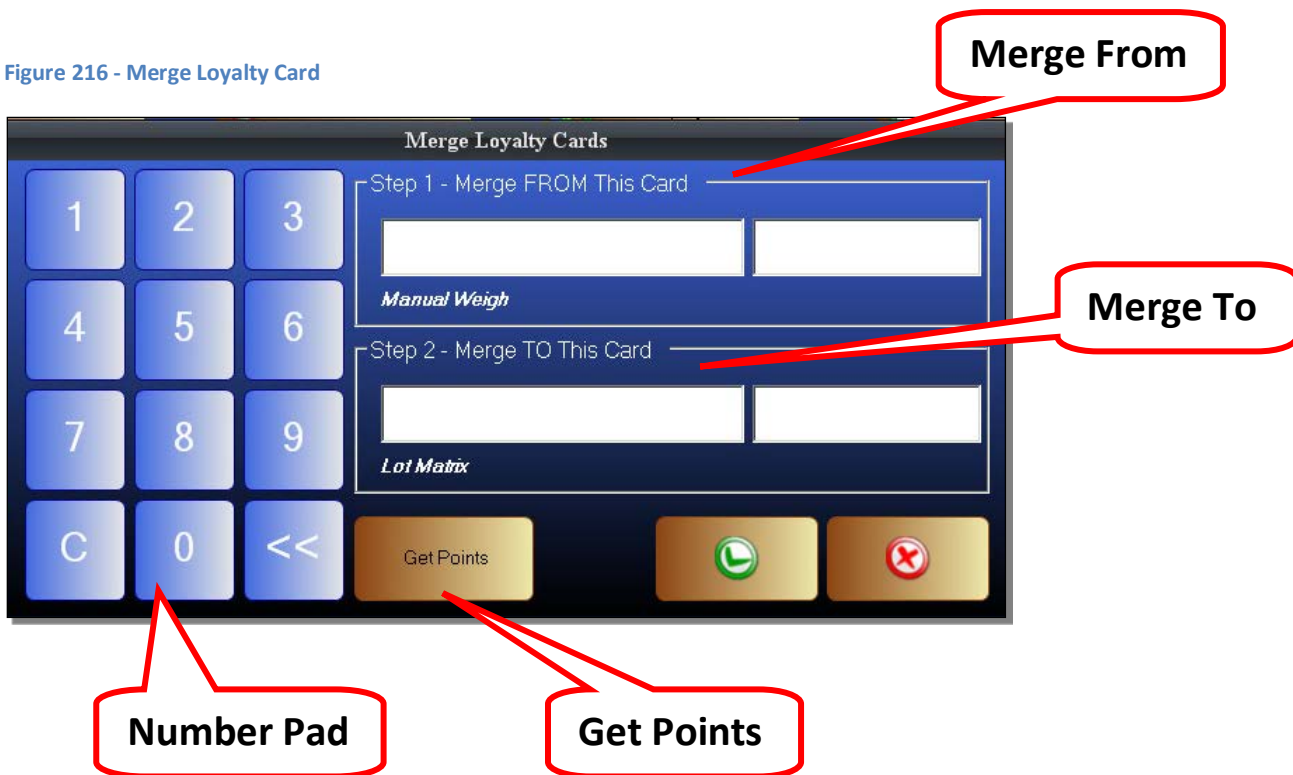 Merge From
Figure 216 - Merge Loyalty Card
Merge Loyalty Cards
1 2 3
Step 1 - Merge FROM This Card
Manual Weigh
Merge To
4 5 6
Step 2 - Merge TO This Card
7 8 9
Lot Matrix
C 0 <<
Get Points
Number Pad
Get Points